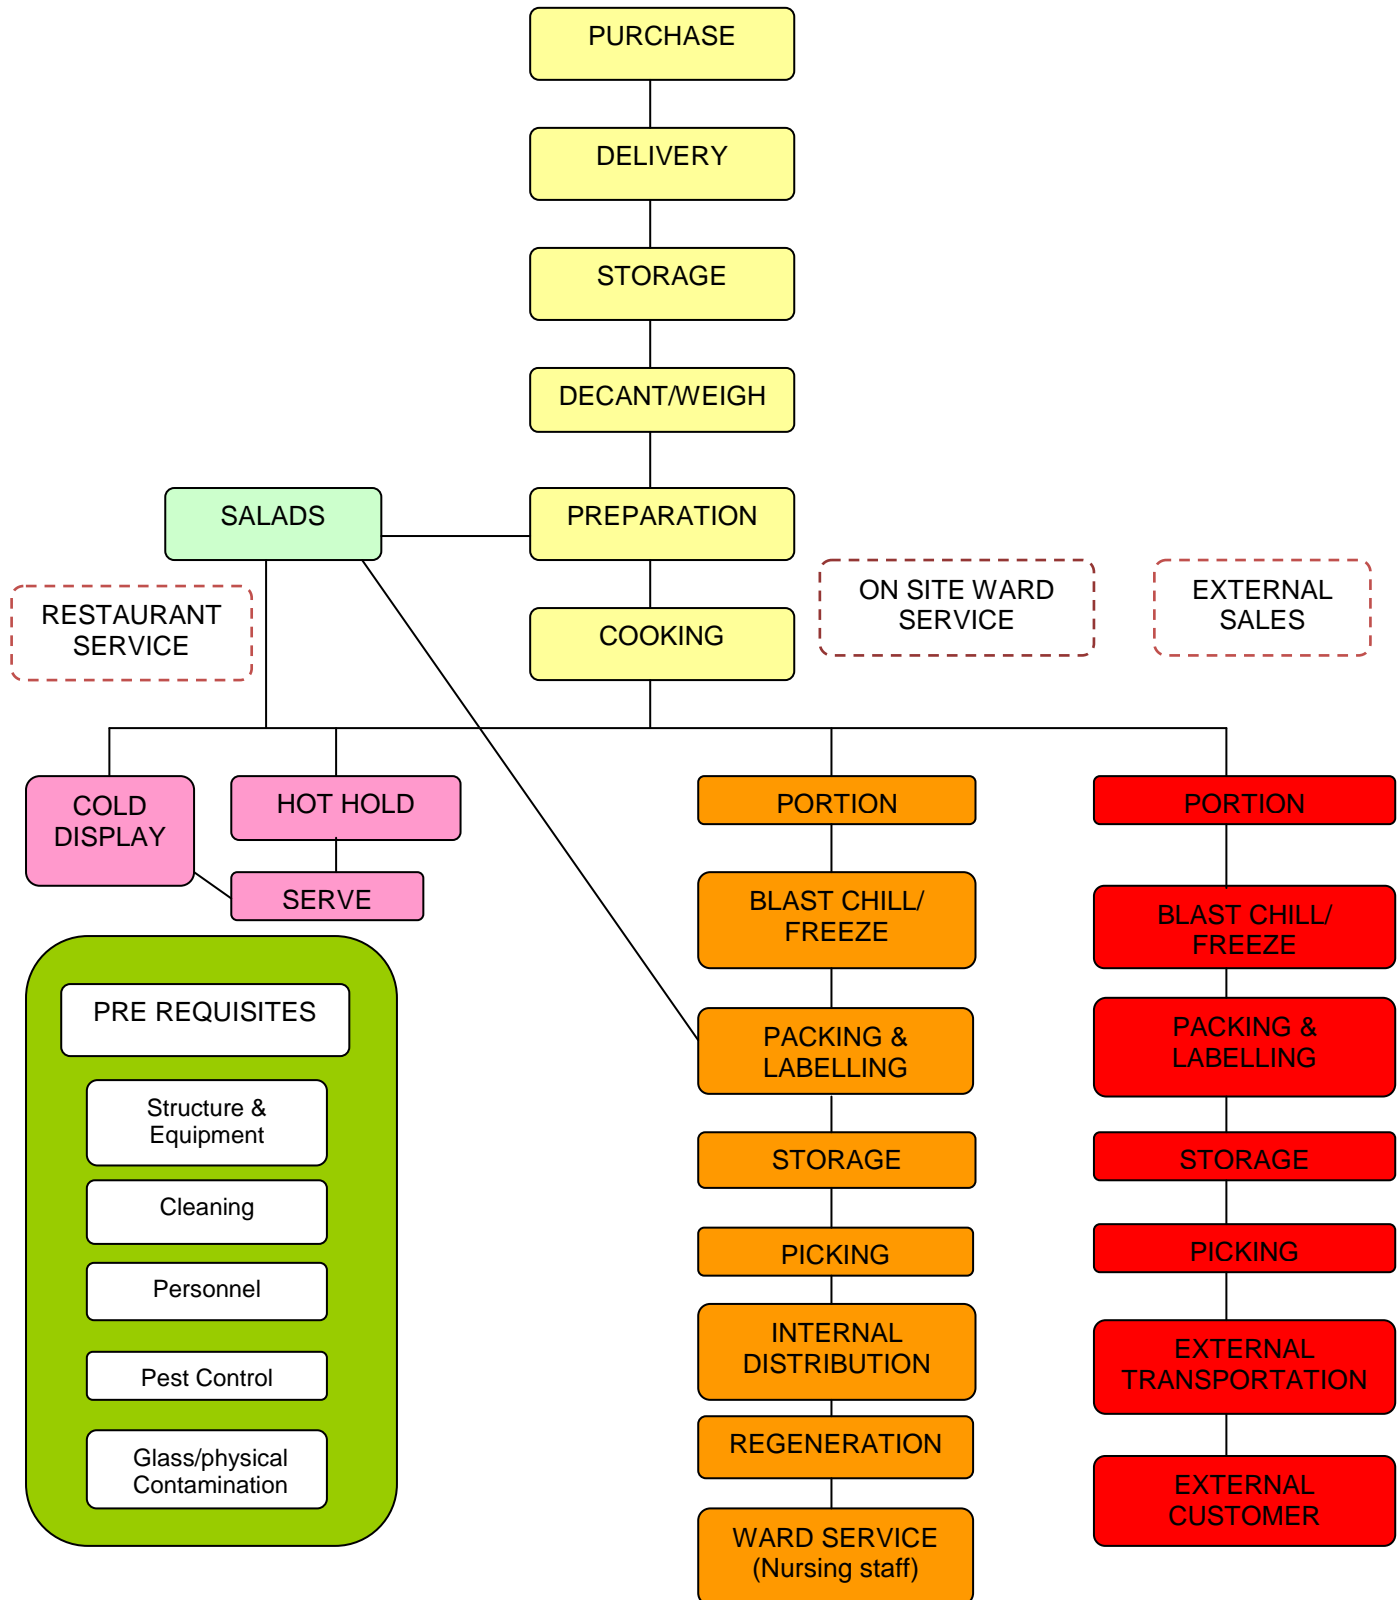 PURCHASE
DELIVERY
STORAGE
DECANT/WEIGH
SALADS
PREPARATION
RESTAURANT
SERVICE
COOKING
ON SITE WARD
SERVICE
EXTERNAL
SALES
COLD
DISPLAY
HOT HOLD
SERVE
PORTION
BLAST CHILL/
FREEZE
PACKING &
LABELLING
STORAGE
PICKING
INTERNAL
DISTRIBUTION
REGENERATION
WARD SERVICE
(Nursing staff)
PORTION
BLAST CHILL/
FREEZE
PACKING &
LABELLING
STORAGE
PICKING
EXTERNAL
TRANSPORTATION
EXTERNAL
CUSTOMER
PRE REQUISITES
Structure &
Equipment
Cleaning
Personnel
Pest Control
Glass/physical
Contamination